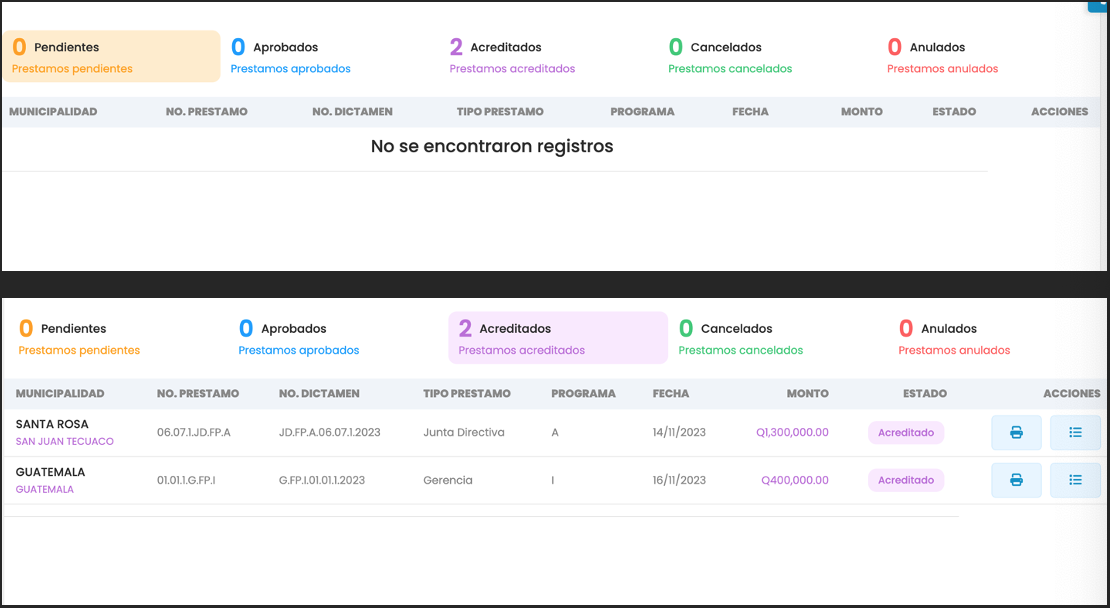 0 Pendientes 0 Aprobados 2 Acreditados 0 Cancelados 0 Anulados
Prestamos pendientes Prestamos aprobados Prestamos acreditados Prestamos cancelados Prestamos anulados
MUNICIPALIDAD NO. PRESTAMO NO. DICTAMEN TIPO PRESTAMO PROGRAMA FECHA MONTO ESTADO ACCIONES
No se encontraron registros
0 Pendientes 0 Aprobados 2 Acreditados 0 Cancelados 0 Anulados
Prestamos pendientes Prestamos aprobados Prestamos acreditados Prestamos cancelados Prestamos anulados
MUNICIPALIDAD NO. PRESTAMO NO. DICTAMEN TIPO PRESTAMO PROGRAMA FECHA MONTO ESTADO ACCIONES
SANTA ROSA
SAN JUAN TECUACO 06.07.1.JD.FP.A JD.FP.A.06.07.1.2023 Junta Directiva A 14/11/2023 Q1,300,000.00 Acreditado
GUATEMALA
GUATEMALA 01.01.1.G.FP.I G.FP.I.01.01.1.2023 Gerencia I 16/11/2023 Q400,000.00 Acreditado